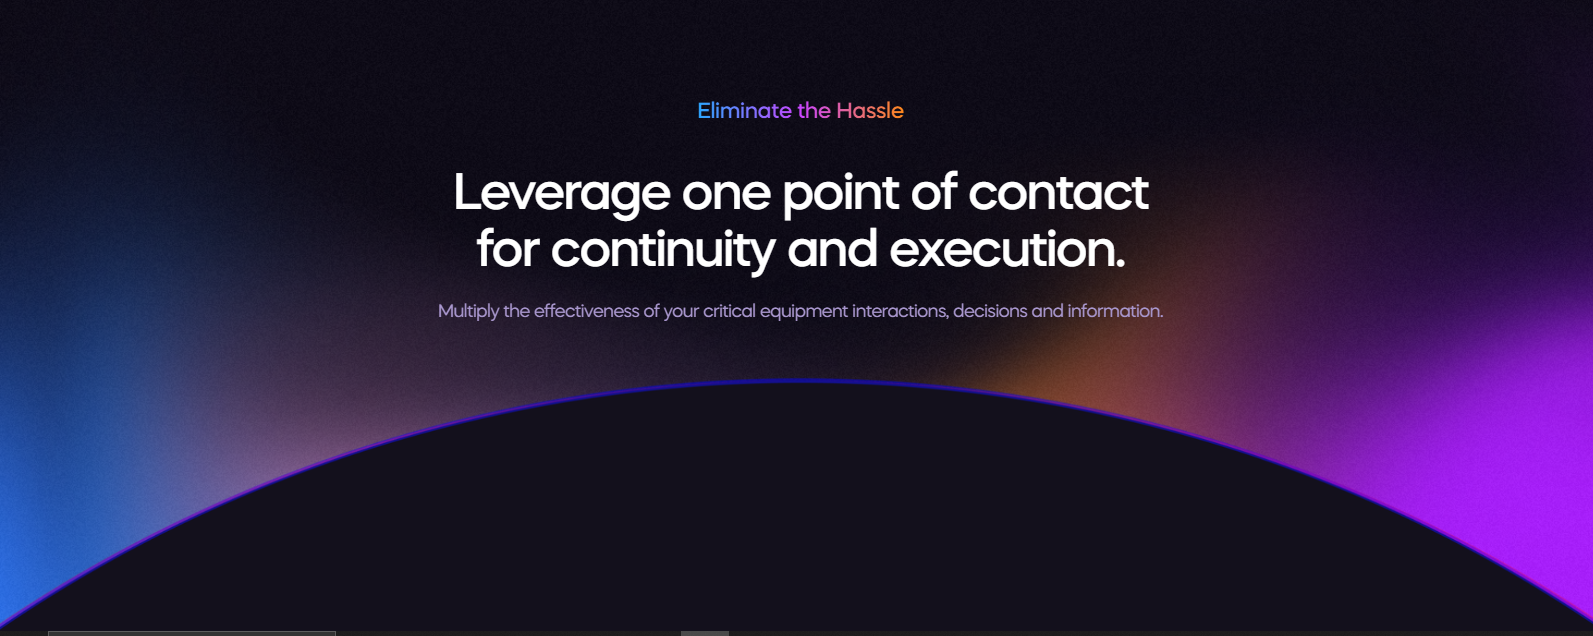 Eliminate the Hassle
Leverage one point of contact
for continuity and execution.
Multiply the effectiveness of your critical equipment interactions, decisions and information.